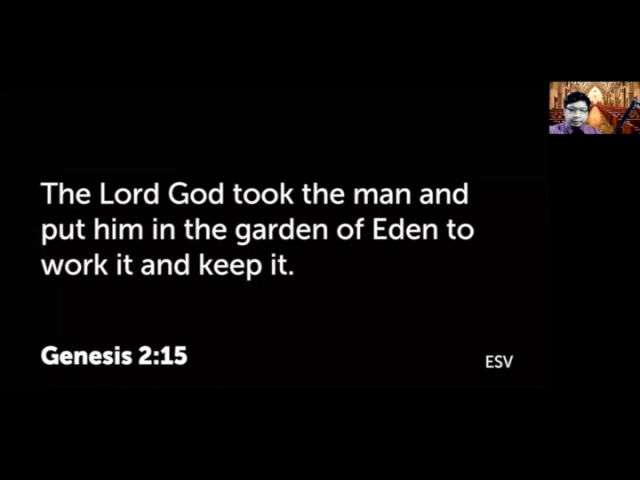 The Lord God took the man and
put him in the garden of Eden to
work it and keep it.
Genesis 2:15
ESV